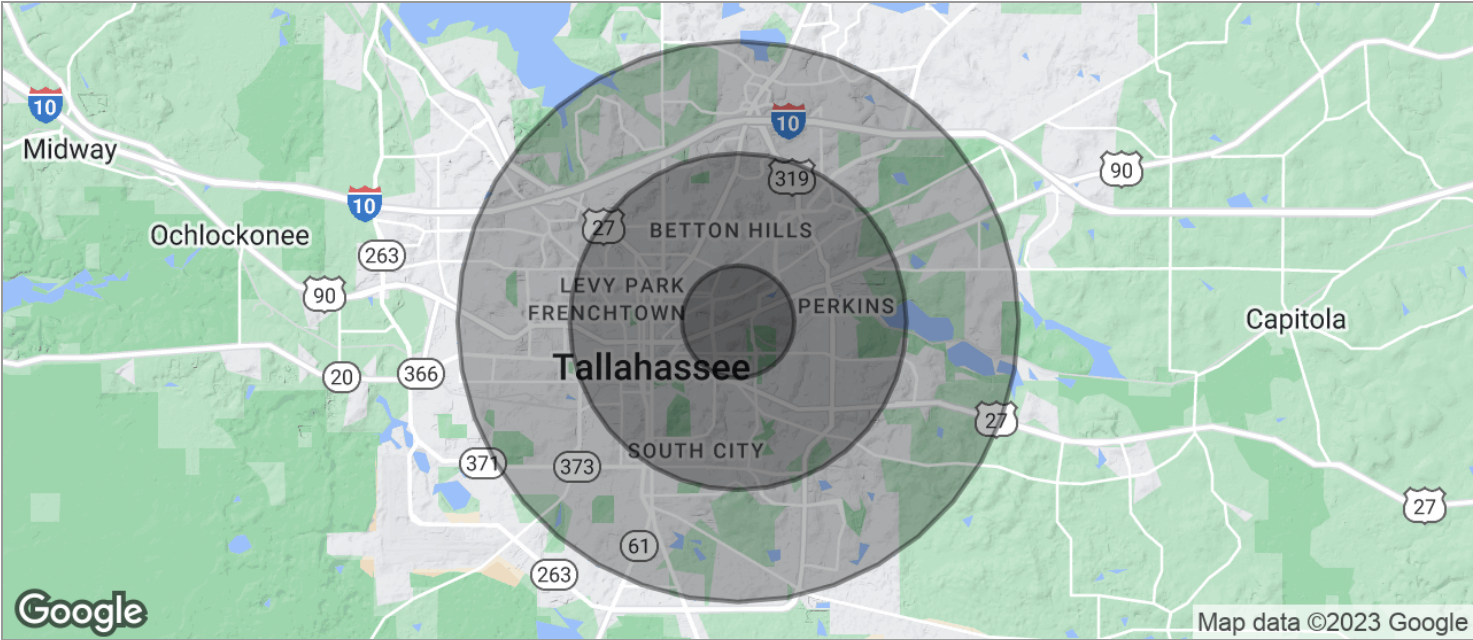 10
10
Midway
319
90
10
27
BETTON HILLS
Ochlockonee
263
LEVY PARK
90
PERKINS
FRENCHTOWN
Capitola
Tallahassee
20
366
27
SOUTH CITY
371
373
27
61
263
Google
Map data ©2023 Google